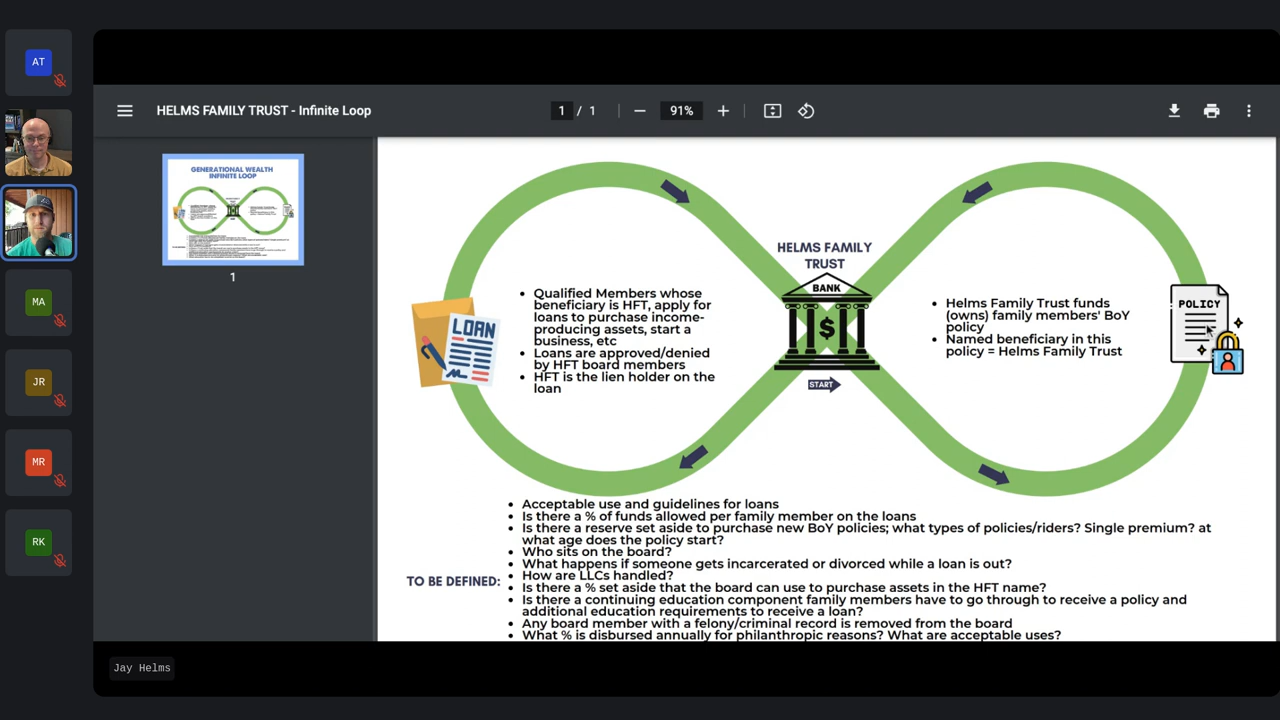 AT
MA
JR
MR
RK
HELMS FAMILY TRUST - Infinite Loop
1 / 1
91%
GENERATIONAL WEALTH
INFINITE LOOP
1
HELMS FAMILY
TRUST
BANK
$
START
LOAN
• Qualified Members whose
beneficiary is HFT, apply for
loans to purchase income-
producing assets, start a
business, etc
• Loans are approved/denied
by HFT board members
• HFT is the lien holder on the
loan
• Helms Family Trust funds
(owns) family members' BoY
policy
• Named beneficiary in this
policy = Helms Family Trust
POLICY
TO BE DEFINED:
• Acceptable use and guidelines for loans
• Is there a % of funds allowed per family member on the loans
• Is there a reserve set aside to purchase new BoY policies; what types of policies/riders? Single premium? at
what age does the policy start?
• Who sits on the board?
• What happens if someone gets incarcerated or divorced while a loan is out?
• How are LLCs handled?
• Is there a % set aside that the board can use to purchase assets in the HFT name?
• Is there a continuing education component family members have to go through to receive a policy and
additional education requirements to receive a loan?
• Any board member with a felony/criminal record is removed from the board
• What % is disbursed annually for philanthropic reasons? What are acceptable uses?
Jay Helms